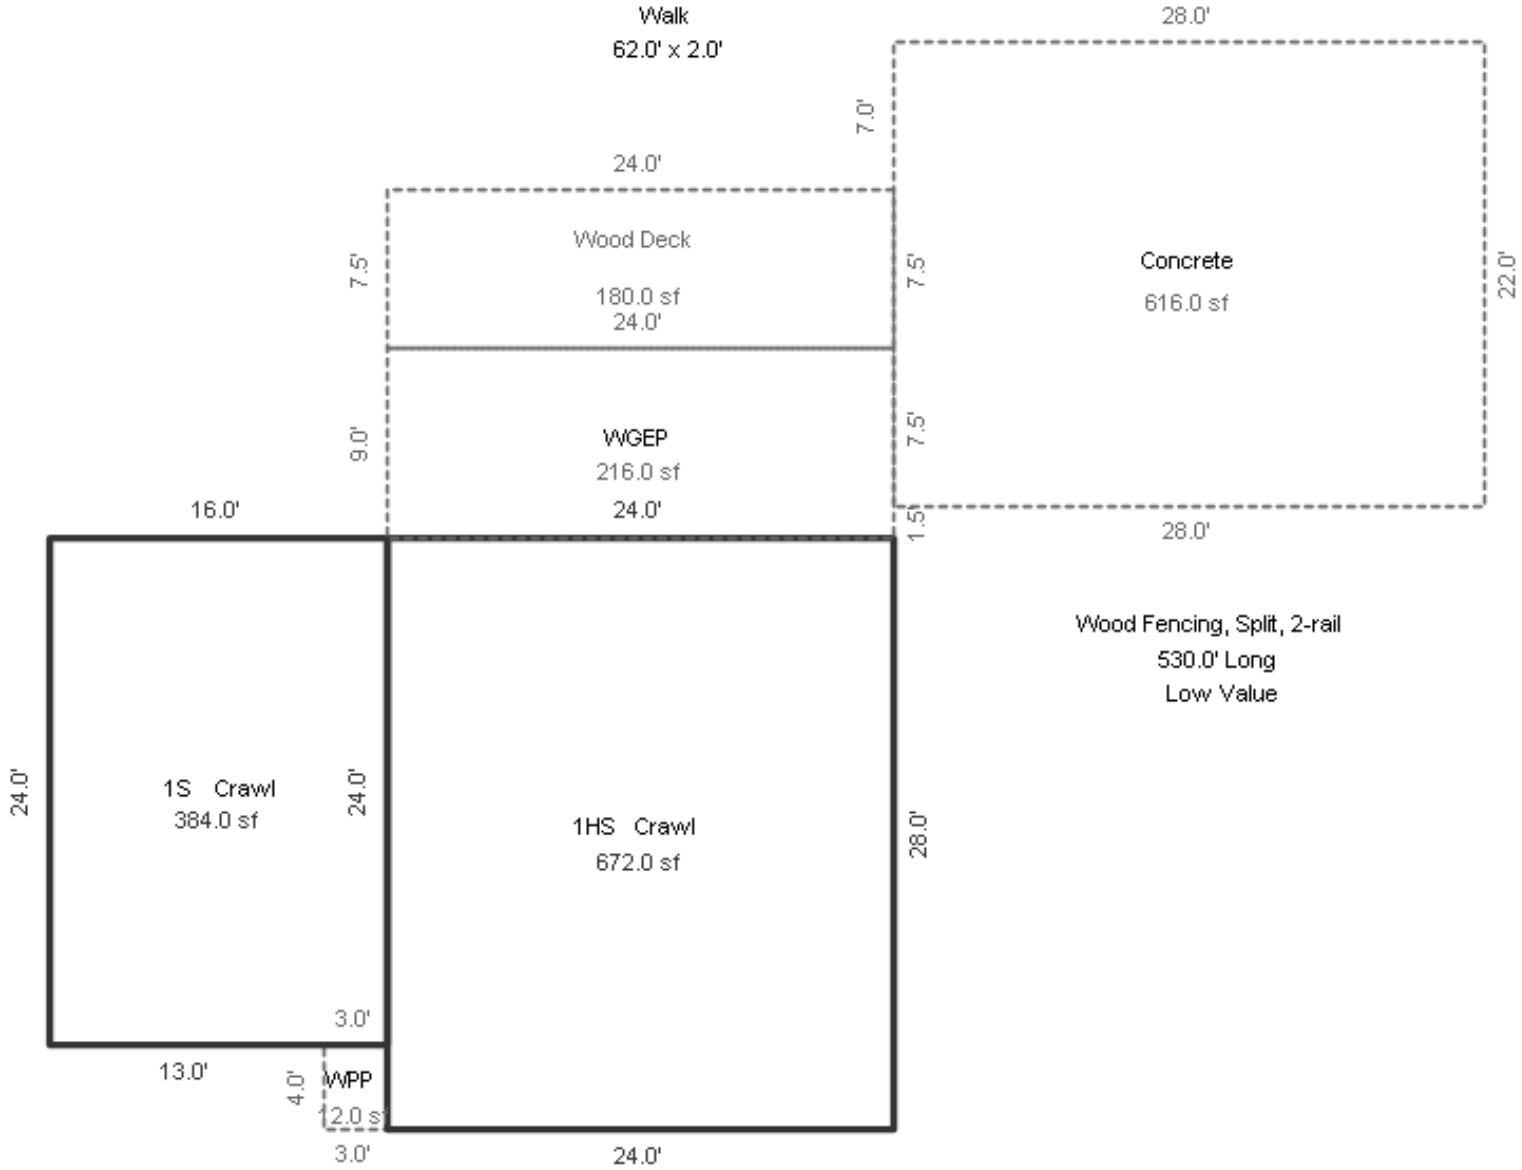 Walk
62.0' x 2.0'
28.0'
7.0'
24.0'
Wood Deck
7.5'
7.5'
180.0 sf
24.0'
Concrete
616.0 sf
22.0'
9.0'
WGEP
216.0 sf
7.5'
16.0'
24.0'
1.5'
28.0'
Wood Fencing, Split, 2-rail
530.0' Long
Low Value
24.0'
1S Crawl
384.0 sf
24.0'
1HS Crawl
672.0 sf
28.0'
3.0'
13.0'
4.0'
WPP
12.0 sf
3.0'
24.0'